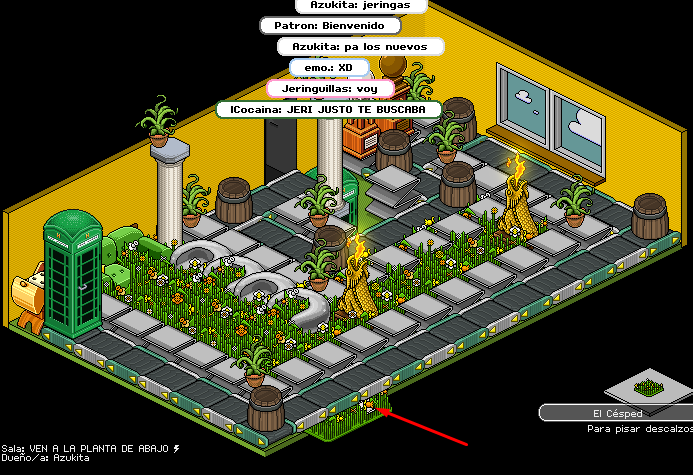 Azukita: jeringas
Patron: Bienvenido
Azukita: pa los nuevos
emo.: XD
Jeringuillas: voy
ICocaina: JERI JUSTO TE BUSCABA
El Césped
Para pisar descalzos
Sala: VEN A LA PLANTA DE ABAJO ⚡
Dueño/a: Azukita